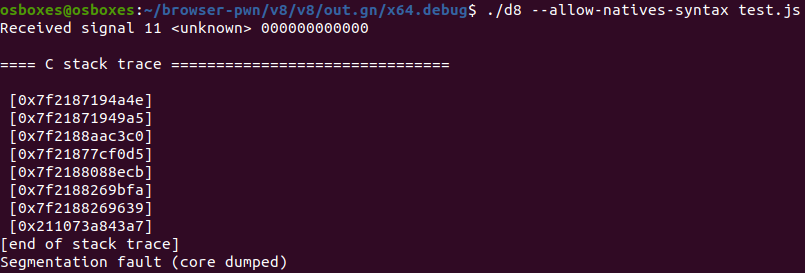 osboxes@osboxes:~/browser-pwn/v8/v8/out.gn/x64.debug$ ./d8 --allow-natives-syntax test.js
Received signal 11 <unknown> 000000000000
==== C stack trace ===============================
[0x7f2187194a4e]
[0x7f21871949a5]
[0x7f2188aac3c0]
[0x7f21877cf0d5]
[0x7f2188088ecb]
[0x7f2188269bfa]
[0x7f2188269639]
[0x211073a843a7]
[end of stack trace]
Segmentation fault (core dumped)